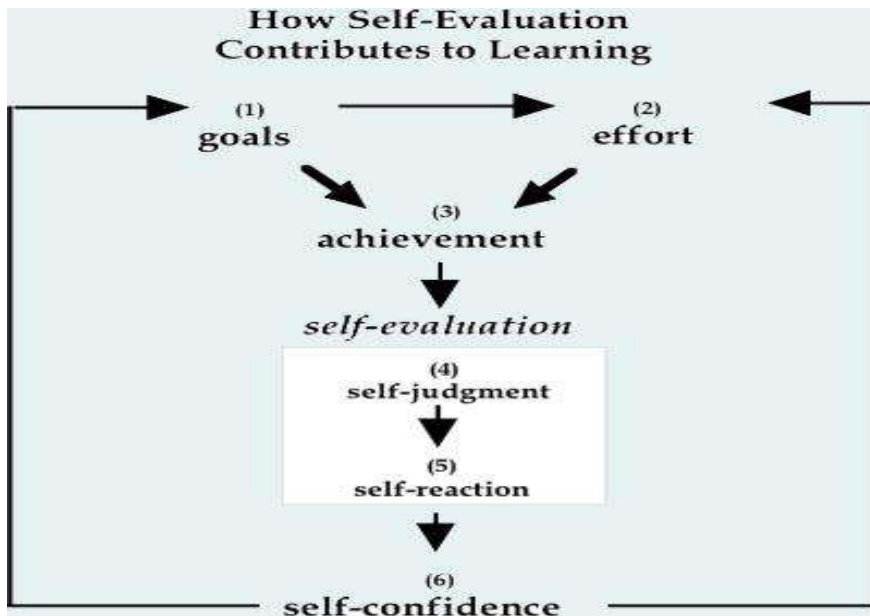 How Self-Evaluation
Contributes to Learning
(1)
goals
(2)
effort
(3)
achievement
self-evaluation
(4)
self-judgment
(5)
self-reaction
(6)
self-confidence